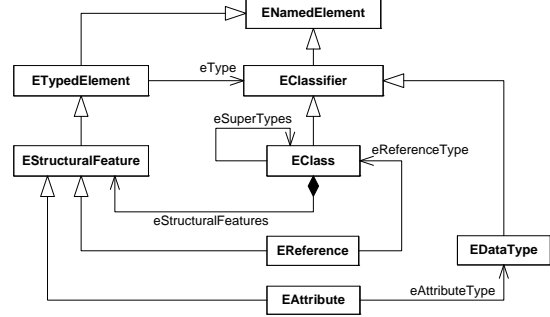 ENamedElement
eType
ETypedElement
EClassifier
eSuperTypes
eReferenceType
EStructuralFeature
EClass
eStructuralFeatures
EReference
EDataType
eAttributeType
EAttribute